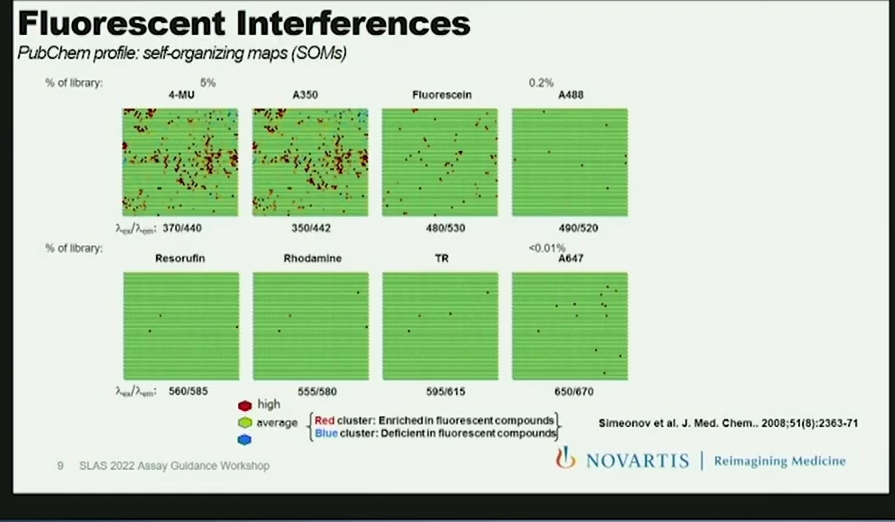 Fluorescent Interferences
PubChem profile: self-organizing maps (SOMs)
% of library: 5% 0.2%
4-MU A350 Fluorescein A488
λex/λem: 370/440 350/442 480/530 490/520
% of library: <0.01%
Resorufin Rhodamine TR A647
λex/λem: 560/585 555/580 595/615 650/670
high
average
Red cluster: Enriched in fluorescent compounds
Blue cluster: Deficient in fluorescent compounds
Simeonov et al. J. Med. Chem.. 2008;51(8):2363-71
9 SLAS 2022 Assay Guidance Workshop
NOVARTIS | Reimagining Medicine